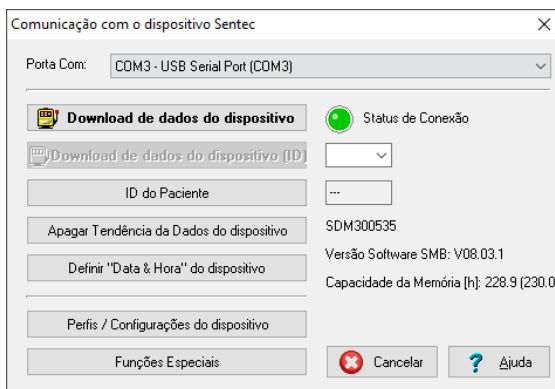 Comunicação com o dispositivo Sentec
Porta Com: COM3 - USB Serial Port (COM3)
Download de dados do dispositivo
Status de Conexão
Download de dados do dispositivo (ID)
ID do Paciente
---
Apagar Tendência da Dados do dispositivo
SDM300535
Versão Software SMB: V08.03.1
Definir "Data & Hora" do dispositivo
Capacidade da Memória [h]: 228.9 (230.0
Perfis / Configurações do dispositivo
Funções Especiais
Cancelar
Ajuda